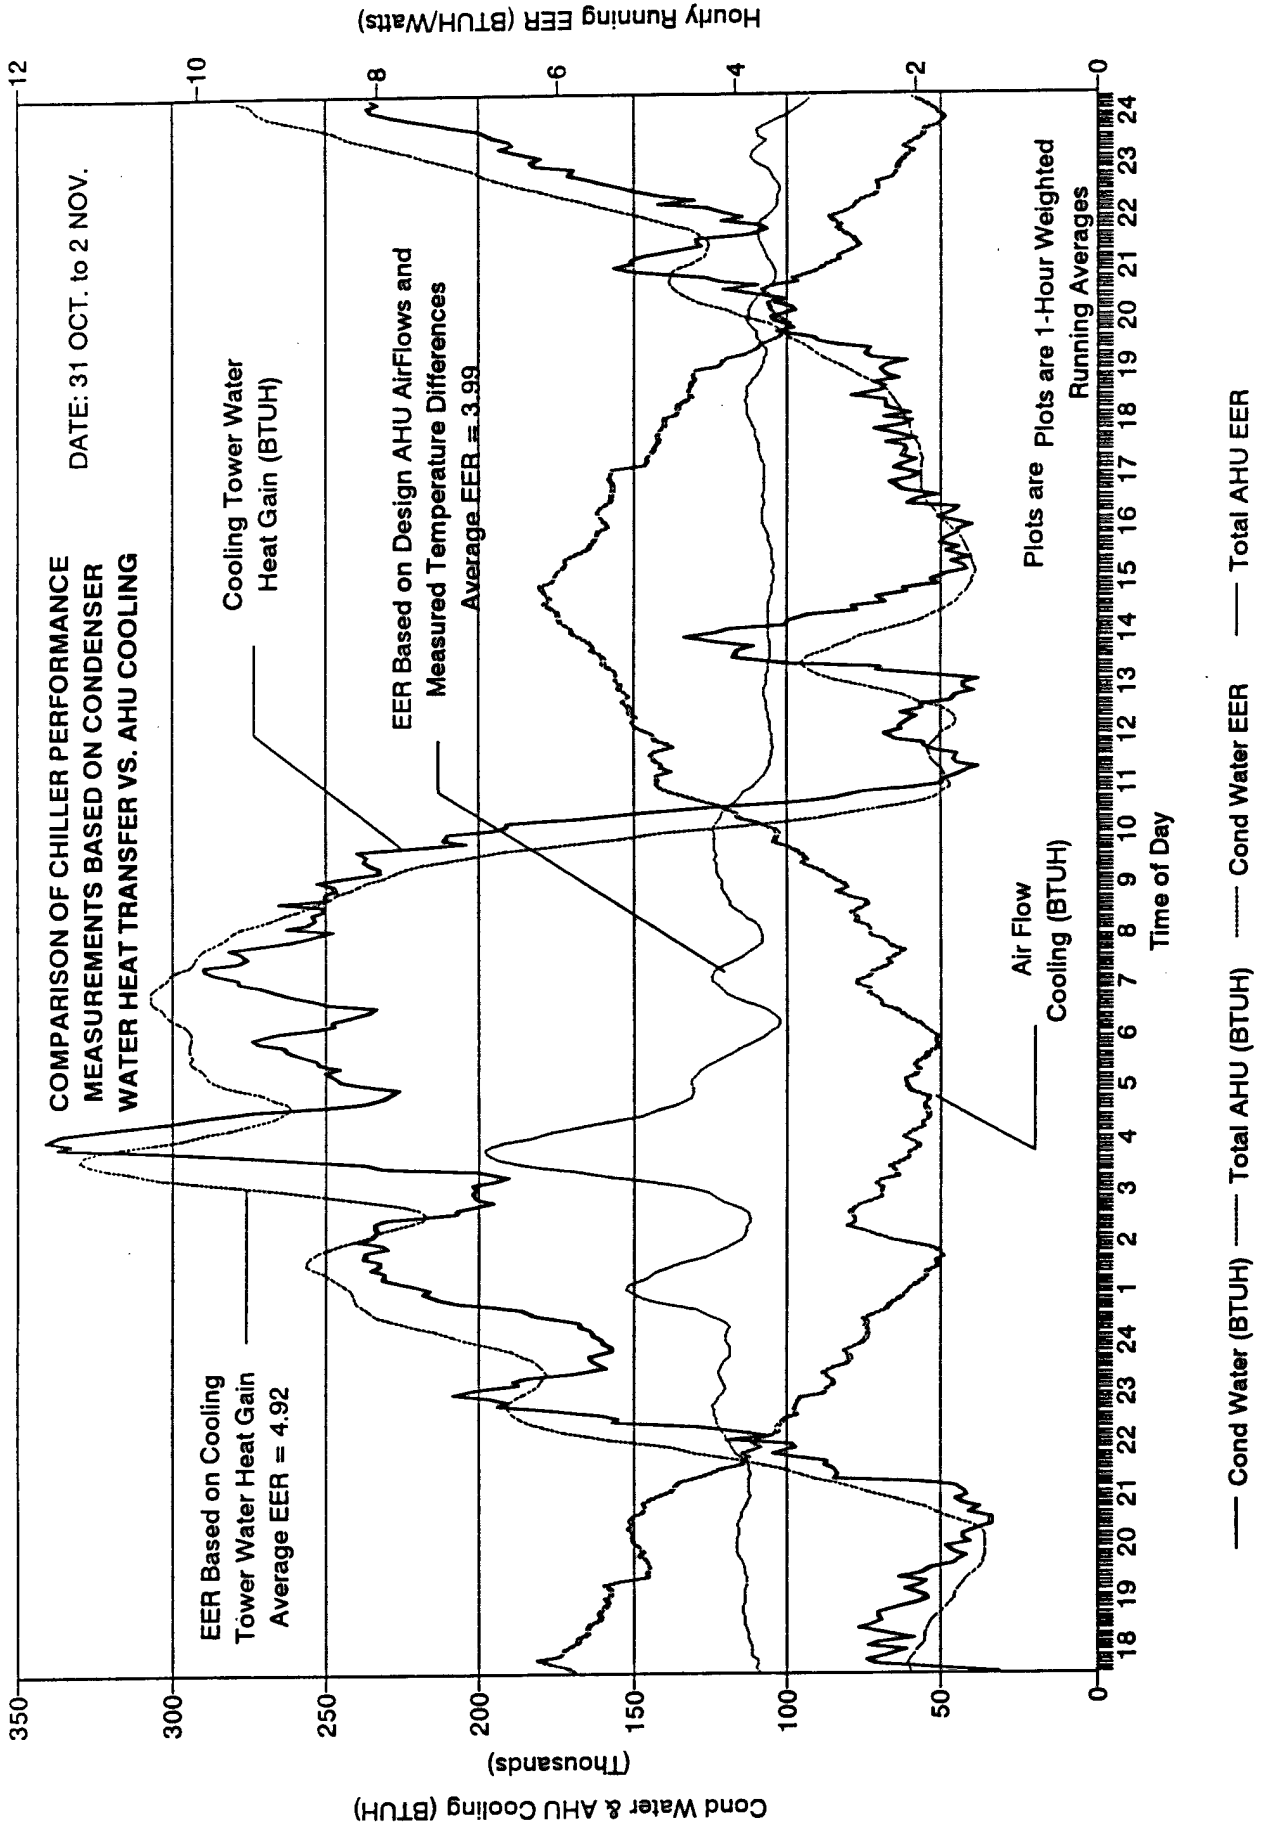 COMPARISON OF CHILLER PERFORMANCE
MEASUREMENTS BASED ON CONDENSER
WATER HEAT TRANSFER VS. AHU COOLING
DATE: 31 OCT. to 2 NOV.
Cooling Tower Water
Heat Gain (BTUH)
EER Based on Design AHU AirFlows and
Measured Temperature Differences
Average EER = 3.99
EER Based on Cooling
Tower Water Heat Gain
Average EER = 4.92
Air Flow
Cooling (BTUH)
Plots are Plots are 1-Hour Weighted
Running Averages
Cond Water & AHU Cooling (BTUH)
(Thousands)
350
300
250
200
150
100
50
0
Hourly Running EER (BTUH/Watts)
12
10
8
6
4
2
0
18 19 20 21 22 23 24 1 2 3 4 5 6 7 8 9 10 11 12 13 14 15 16 17 18 19 20 21 22 23 24
Time of Day
Cond Water (BTUH) Total AHU (BTUH) Cond Water EER Total AHU EER